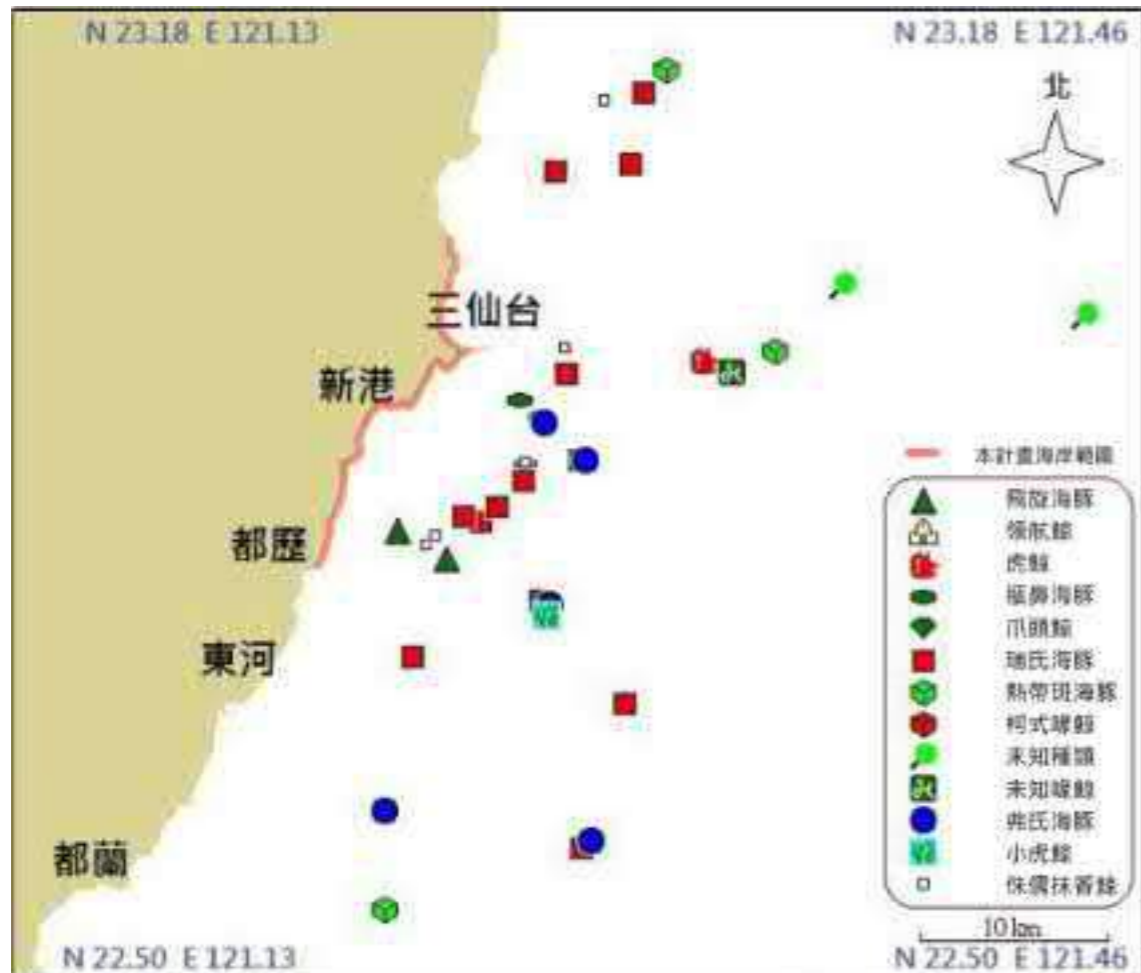 N 23.18 E 121.13
N 23.18 E 121.46
北
三仙台
新港
都歷
東河
都蘭
本計畫海岸範圍
飛旋海豚
領航鯨
虎鯨
瓶鼻海豚
爪頭鯨
瑞氏海豚
熱帶斑海豚
柯式喙鯨
未知種類
未知喙鯨
弗氏海豚
小虎鯨
侏儒抹香鯨
10 km
N 22.50 E 121.13
N 22.50 E 121.46